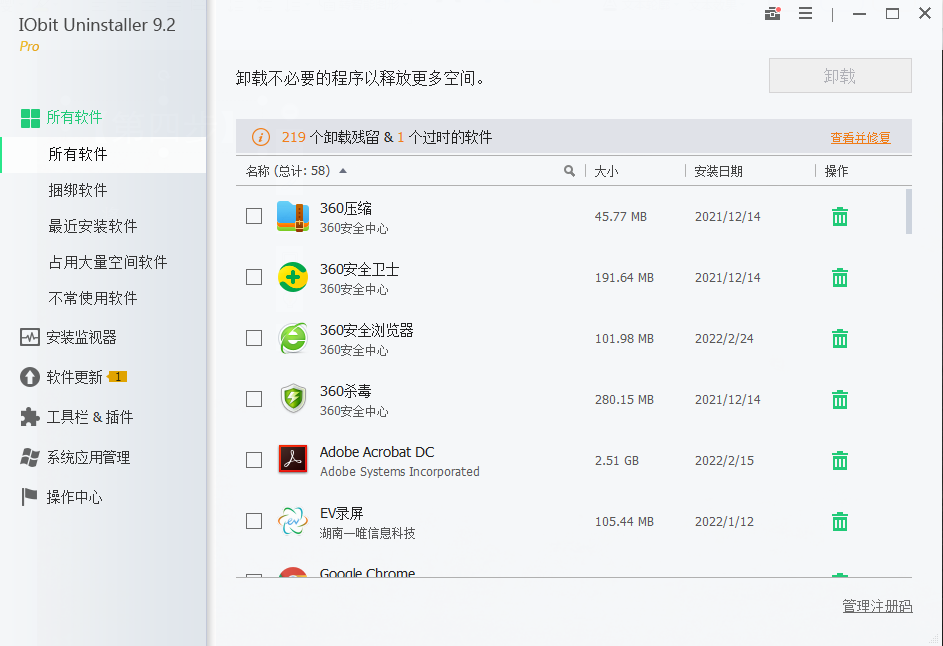 IObit Uninstaller 9.2
Pro
所有软件
所有软件
捆绑软件
最近安装软件
占用大量空间软件
不常使用软件
安装监视器
软件更新 1
工具栏 & 插件
系统应用管理
操作中心
卸载不必要的程序以释放更多空间。
卸载
219 个卸载残留 & 1 个过时的软件
查看并修复
名称 (总计: 58) 大小 安装日期 操作
360压缩
360安全中心
45.77 MB 2021/12/14
360安全卫士
360安全中心
191.64 MB 2021/12/14
360安全浏览器
360安全中心
101.98 MB 2022/2/24
360杀毒
360安全中心
280.15 MB 2021/12/14
Adobe Acrobat DC
Adobe Systems Incorporated
2.51 GB 2022/2/15
EV录屏
湖南一唯信息科技
105.44 MB 2022/1/12
Google Chrome
管理注册码